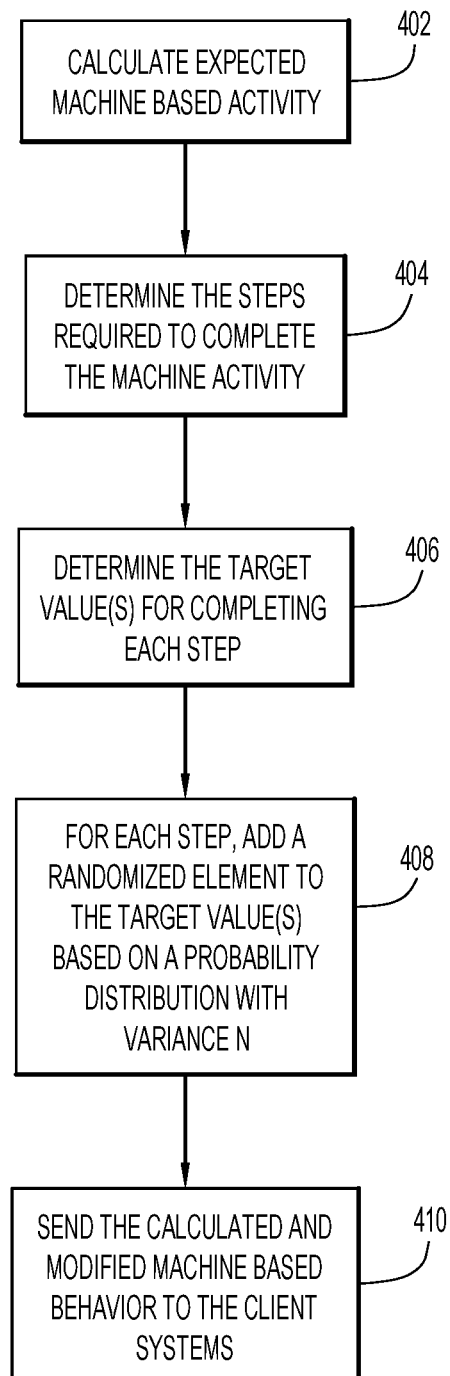 402
CALCULATE EXPECTED
MACHINE BASED ACTIVITY
404
DETERMINE THE STEPS
REQUIRED TO COMPLETE
THE MACHINE ACTIVITY
406
DETERMINE THE TARGET
VALUE(S) FOR COMPLETING
EACH STEP
408
FOR EACH STEP, ADD A
RANDOMIZED ELEMENT TO
THE TARGET VALUE(S)
BASED ON A PROBABILITY
DISTRIBUTION WITH
VARIANCE N
410
SEND THE CALCULATED AND
MODIFIED MACHINE BASED
BEHAVIOR TO THE CLIENT
SYSTEMS